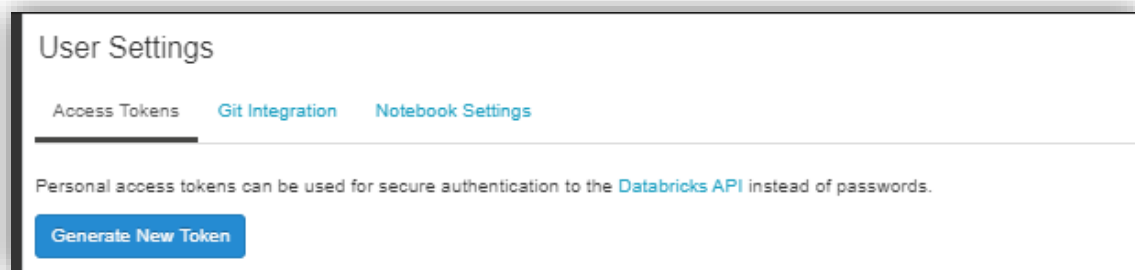 User Settings
Access Tokens Git Integration Notebook Settings
Personal access tokens can be used for secure authentication to the Databricks API instead of passwords.
Generate New Token